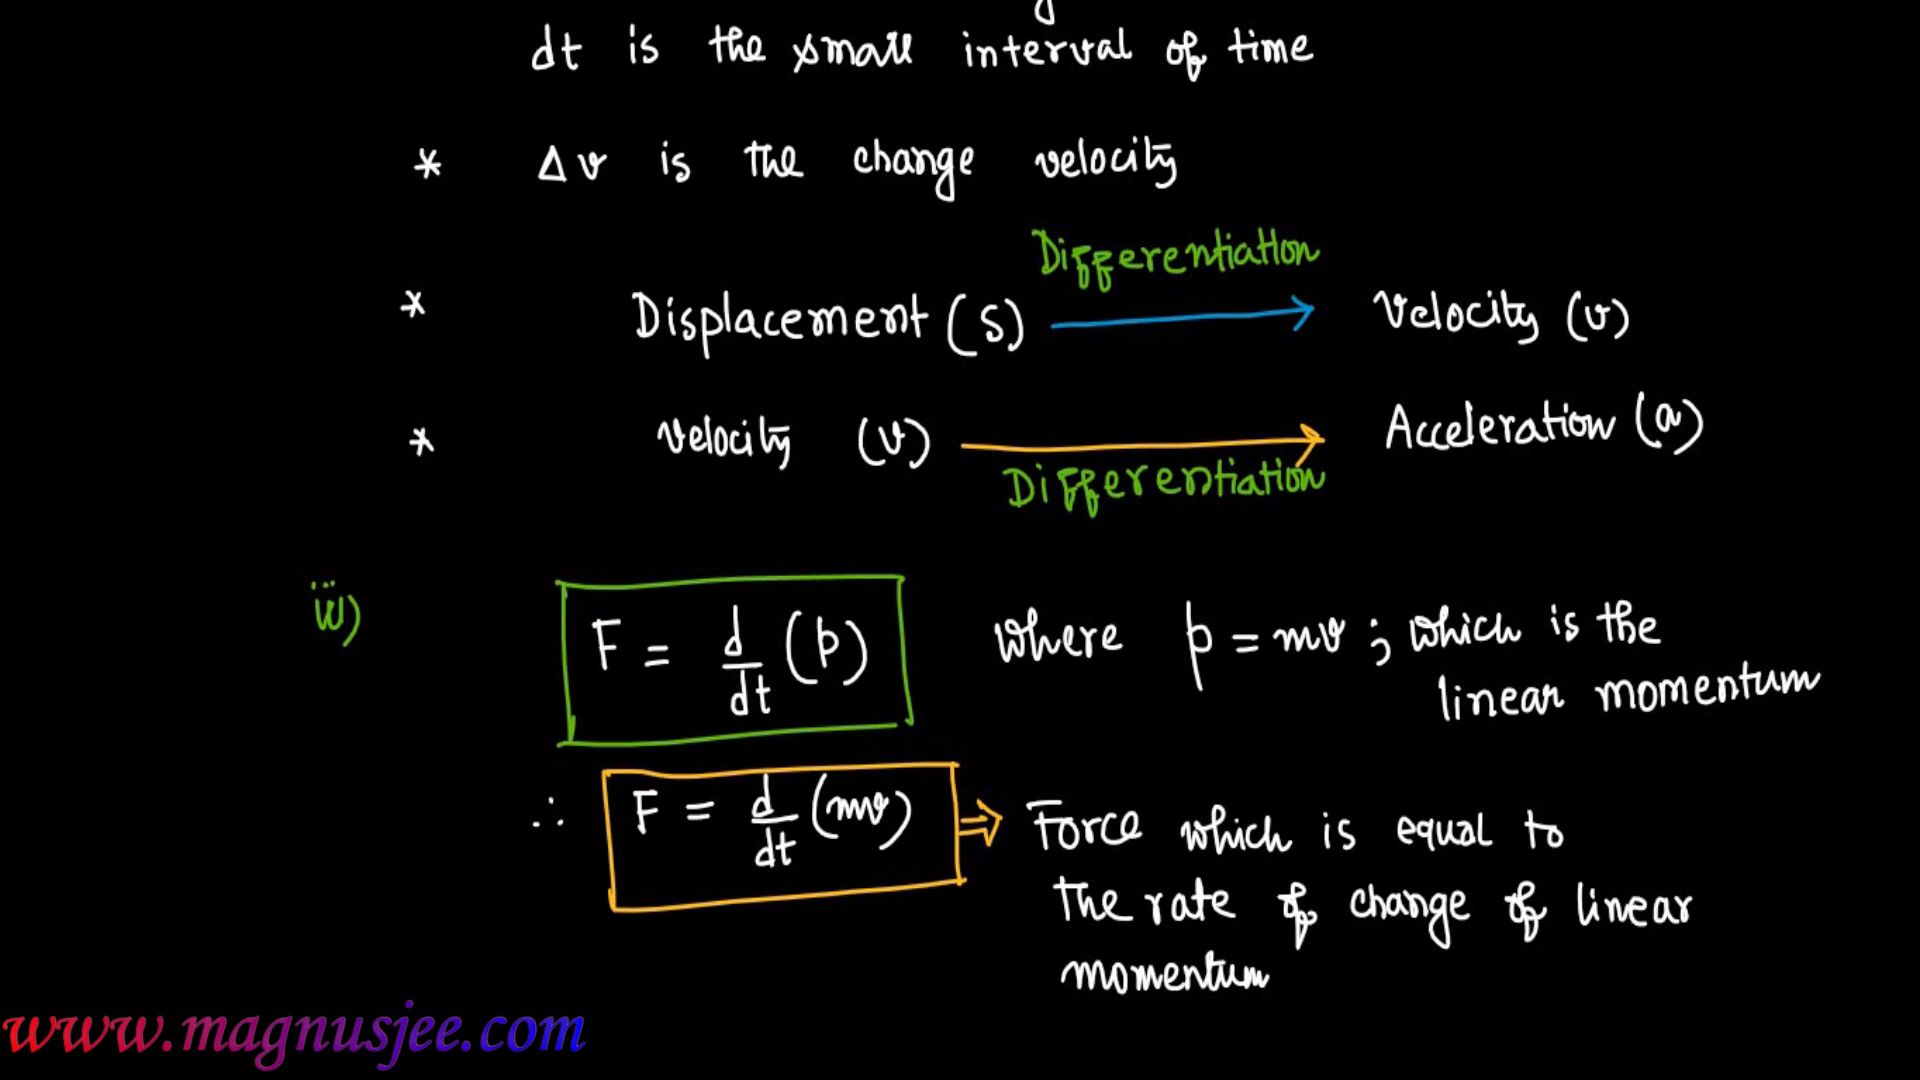 dt is the small interval of time
* Δv is the change velocity
Differentiation
* Displacement (S) → Velocity (v)
* Velocity (v) → Acceleration (a)
Differentiation
iii) F = d/dt (p) where p = mv ; which is the
linear momentum
∴ F = d/dt (mv) ⇒ Force which is equal to
the rate of change of linear
momentum
www.magnusjee.com